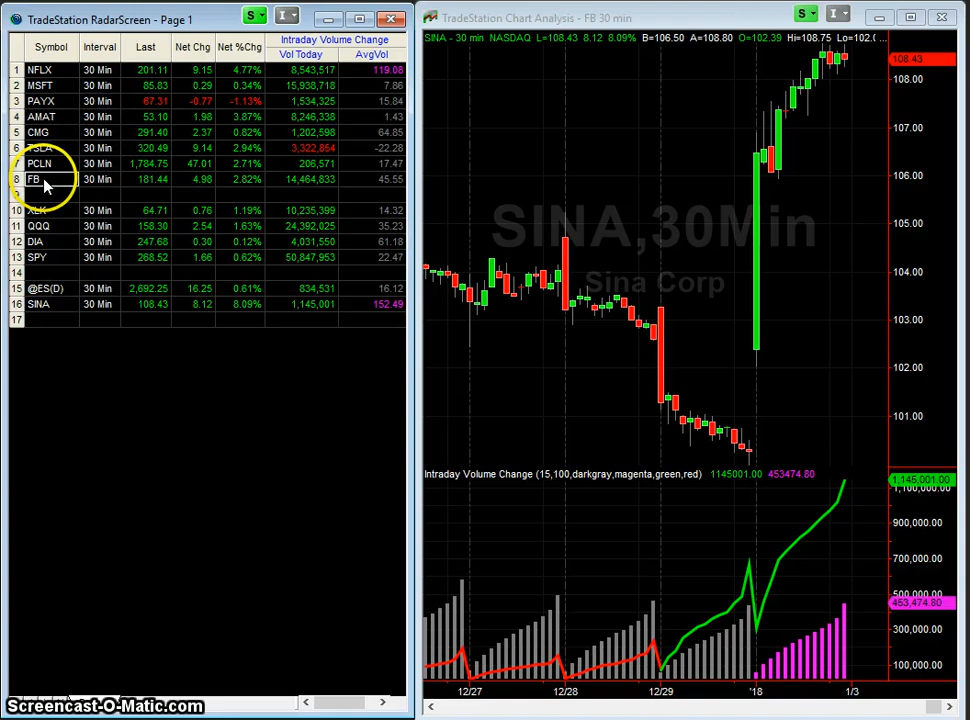 TradeStation RadarScreen - Page 1
S
I
Symbol Interval Last Net Chg Net %Chg Intraday Volume Change
Vol Today AvgVol
1 NFLX 30 Min 201.11 9.15 4.77% 8,543,517 119.08
2 MSFT 30 Min 85.83 0.29 0.34% 15,938,718 7.86
3 PAYX 30 Min 67.31 -0.77 -1.13% 1,534,325 15.84
4 AMAT 30 Min 53.10 1.98 3.87% 8,246,338 1.43
5 CMG 30 Min 291.40 2.37 0.82% 1,202,598 64.85
6 TSLA 30 Min 320.49 9.14 2.94% 3,322,854 -22.28
7 PCLN 30 Min 1,784.75 47.01 2.71% 206,571 17.47
8 FB 30 Min 181.44 4.98 2.82% 14,464,833 45.55
9
10 XLK 30 Min 64.71 0.76 1.19% 10,235,399 14.32
11 QQQ 30 Min 158.30 2.54 1.63% 24,392,025 35.23
12 DIA 30 Min 247.68 0.30 0.12% 4,031,550 61.18
13 SPY 30 Min 268.52 1.66 0.62% 50,847,953 22.47
14
15 @ES(D) 30 Min 2,692.25 16.25 0.61% 834,531 16.12
16 SINA 30 Min 108.43 8.12 8.09% 1,145,001 152.49
17
Screencast-O-Matic.com
TradeStation Chart Analysis - FB 30 min
S
I
SINA - 30 min NASDAQ L=108.43 8.12 8.09% B=106.50 A=108.80 O=102.39 Hi=108.75 Lo=102.( ...
SINA,30Min
Sina Corp
108.43
108.00
107.00
106.00
105.00
104.00
103.00
102.00
101.00
Intraday Volume Change (15,100,darkgray,magenta,green,red) 1145001.00 453474.80
1,145,001.00
1,100,000.00
900,000.00
700,000.00
500,000.00
453,474.80
300,000.00
100,000.00
12/27 12/28 12/29 '18 1/3